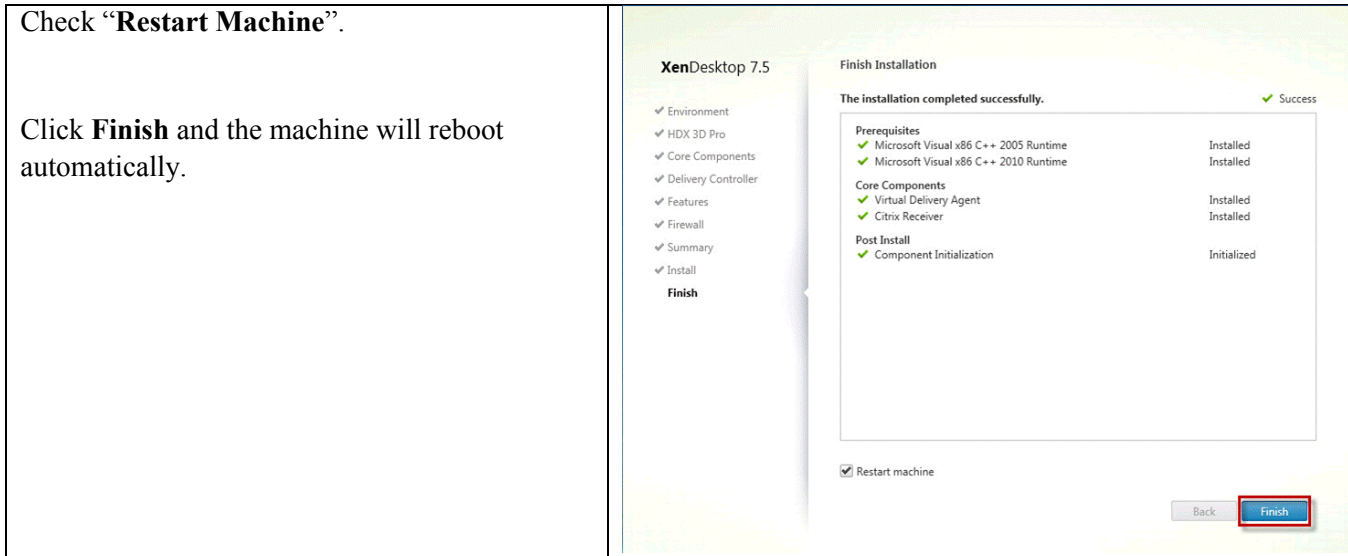 Check “Restart Machine”.
Click Finish and the machine will reboot
automatically.
XenDesktop 7.5
Environment
HDX 3D Pro
Core Components
Delivery Controller
Features
Firewall
Summary
Install
Finish
Finish Installation
The installation completed successfully. Success
Prerequisites
Microsoft Visual x86 C++ 2005 Runtime Installed
Microsoft Visual x86 C++ 2010 Runtime Installed
Core Components
Virtual Delivery Agent Installed
Citrix Receiver Installed
Post Install
Component Initialization Initialized
Restart machine
Back Finish